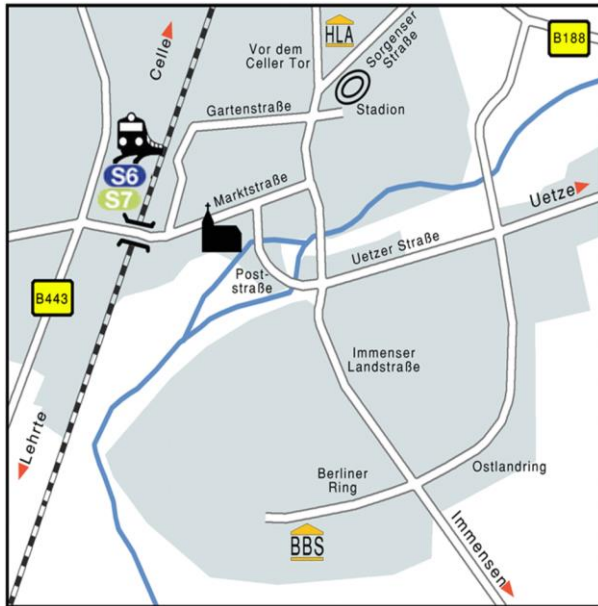 HLA
B188
Vor dem
Celler Tor
Sorgenser
Straße
Celle
Gartenstraße
Stadion
S6
S7
Marktstraße
Uetze
Uetzer Straße
Post-
straße
B443
Immenser
Landstraße
Lehrte
Berliner
Ring
Ostlandring
BBS
Immensen